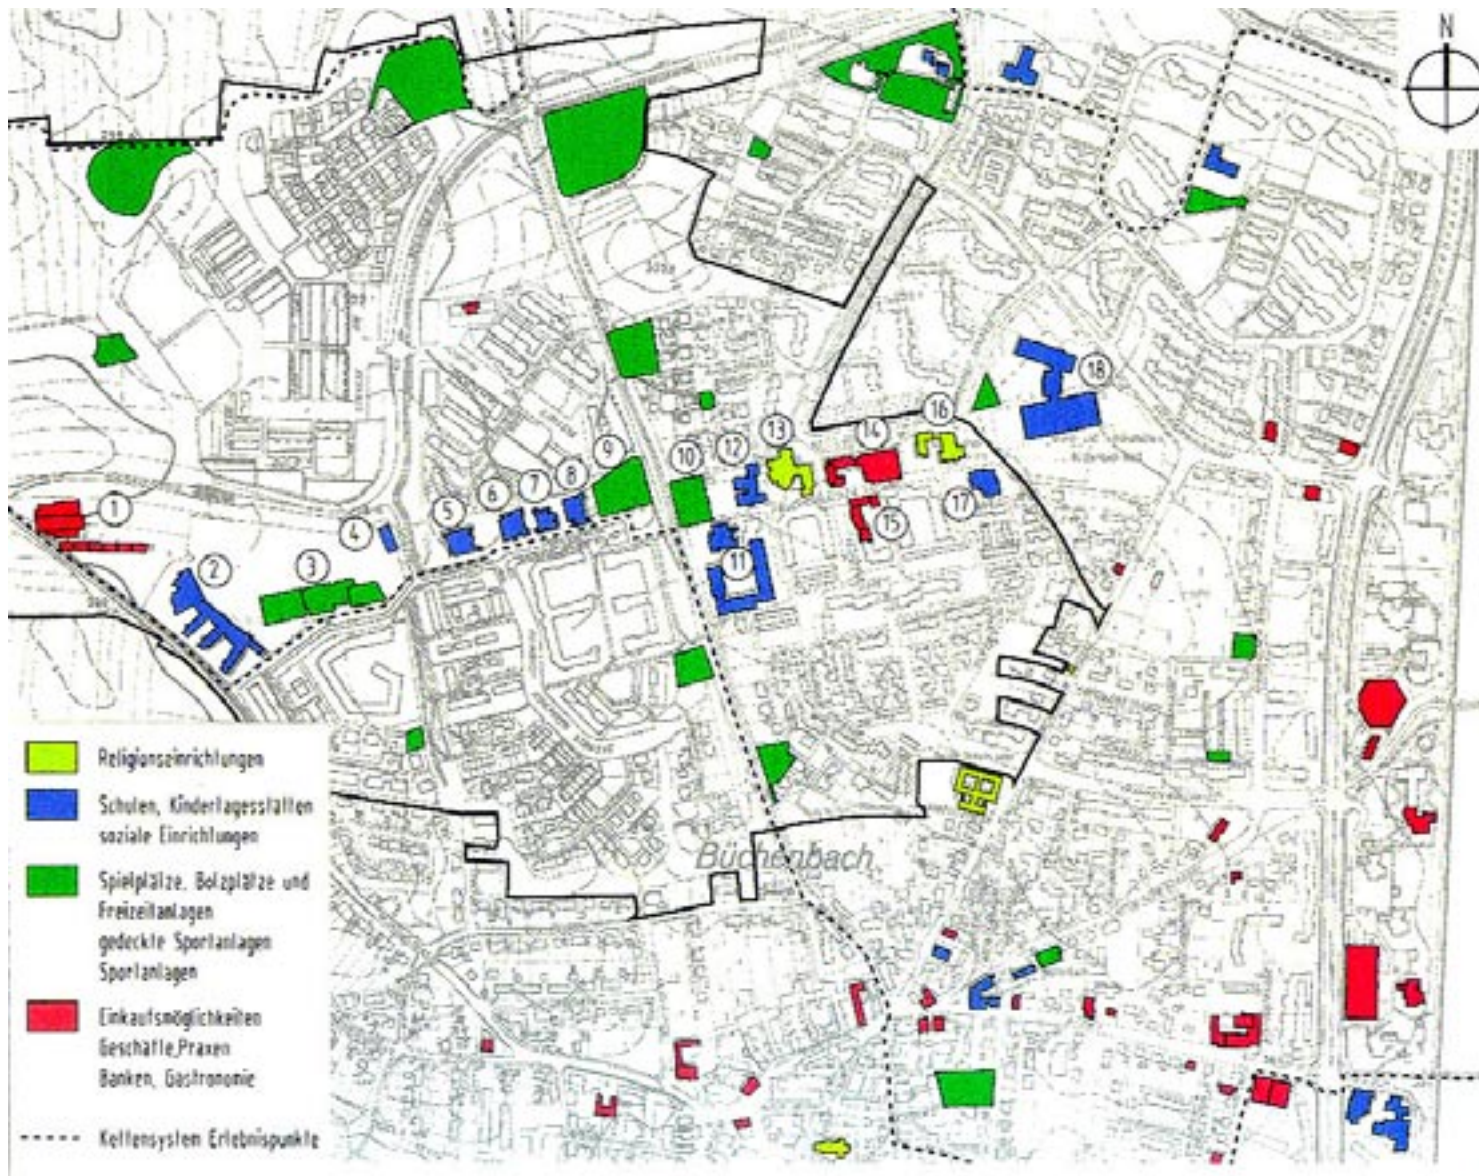 N
18
16
13
14
12
10
9
8
7
6
5
17
15
1
4
11
2
3
Religionseinrichtungen
Schulen, Kindertagesstätten
soziale Einrichtungen
Büchenbach
Spielplätze, Bolzplätze und
Freizeitanlagen
gedeckte Sportanlagen
Sportanlagen
Einkaufsmöglichkeiten
Geschäfte,Praxen
Banken, Gastronomie
Kettensystem Erlebnispunkte